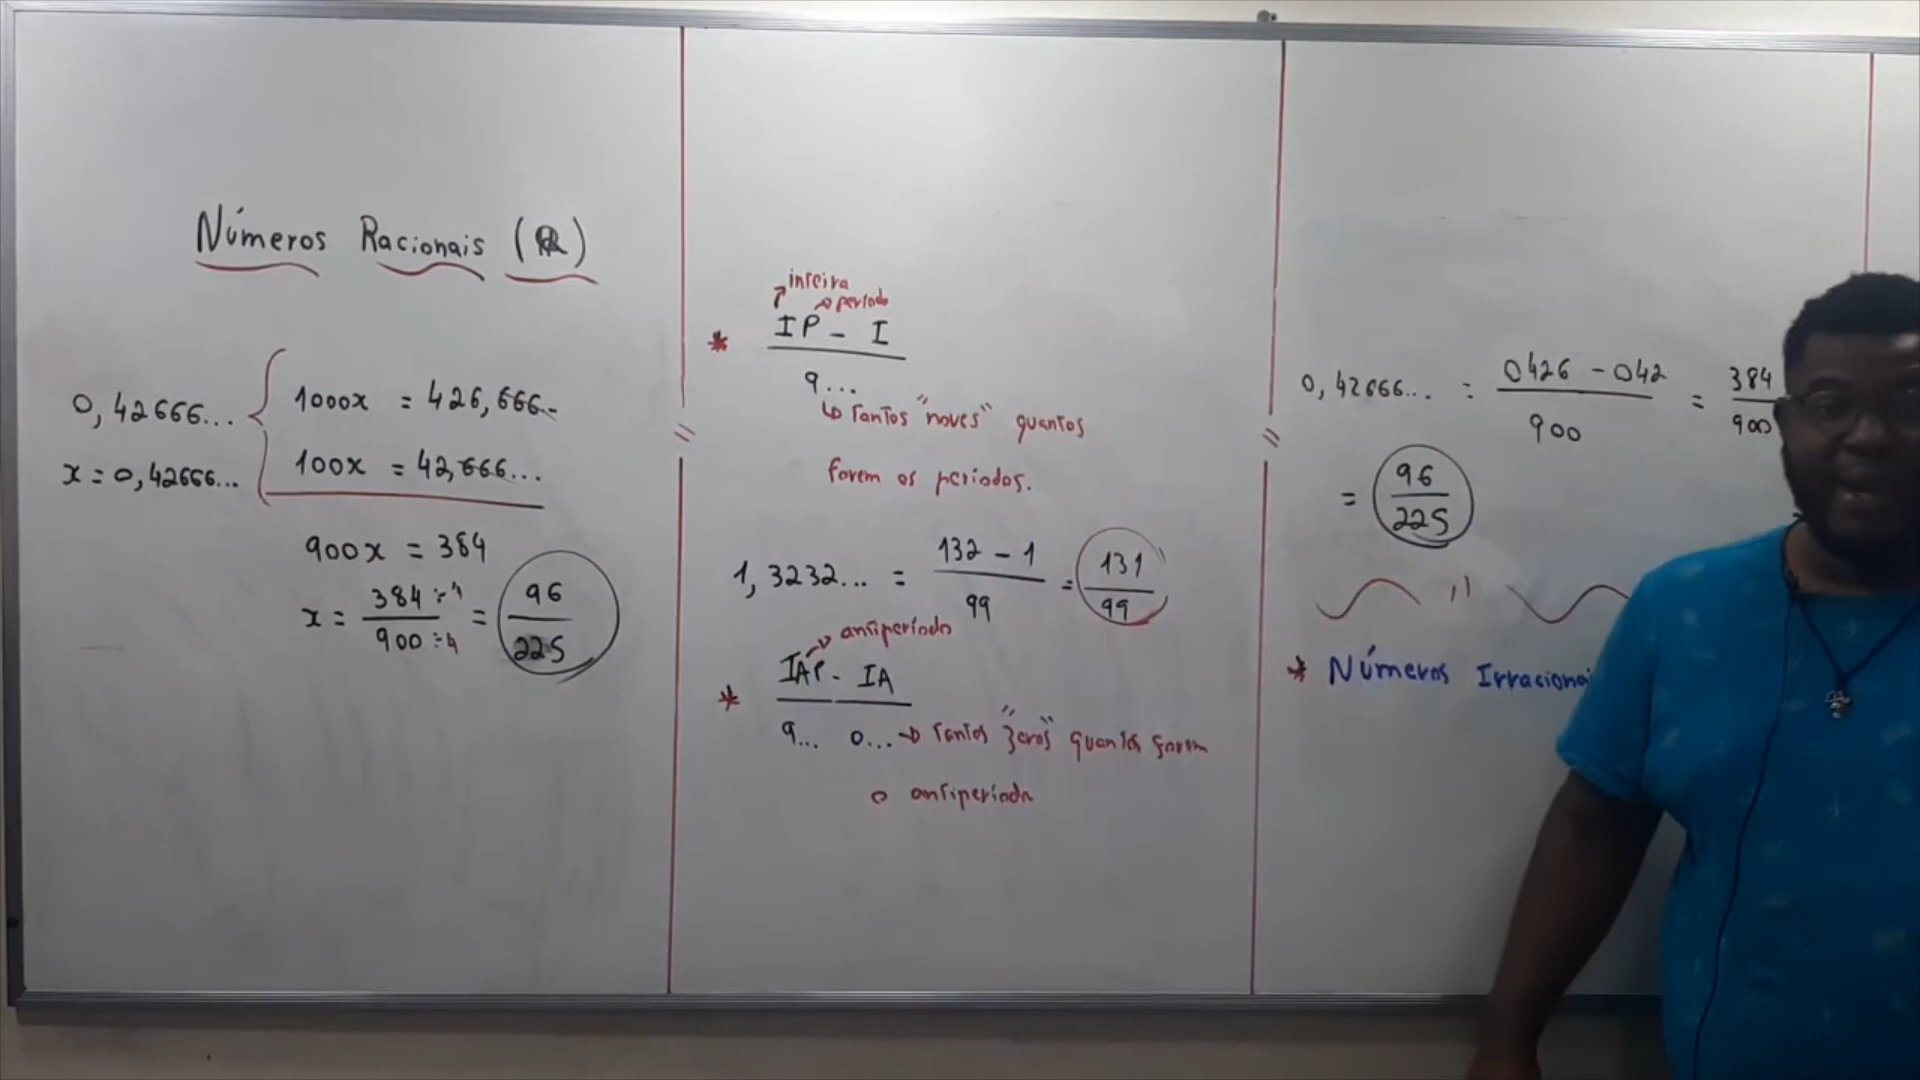 Números Racionais (Q)
0,42666...
x = 0,42666...
1000x = 426,666...
100x = 42,666...
900x = 384
x = 384 ÷4 / 900 ÷4 = 96 / 225
inteira
período
* IP - I / 9...
↳ Tantos "noves" quantos
forem os períodos.
1,3232... = 132 - 1 / 99 = 131 / 99
antiperíodo
* IAP - IA / 9... 0... → Tantos "zeros" quantos forem
o antiperíodo
0,42666... = 0426 - 042 / 900 = 384 / 900
= 96 / 225
* Números Irracionai